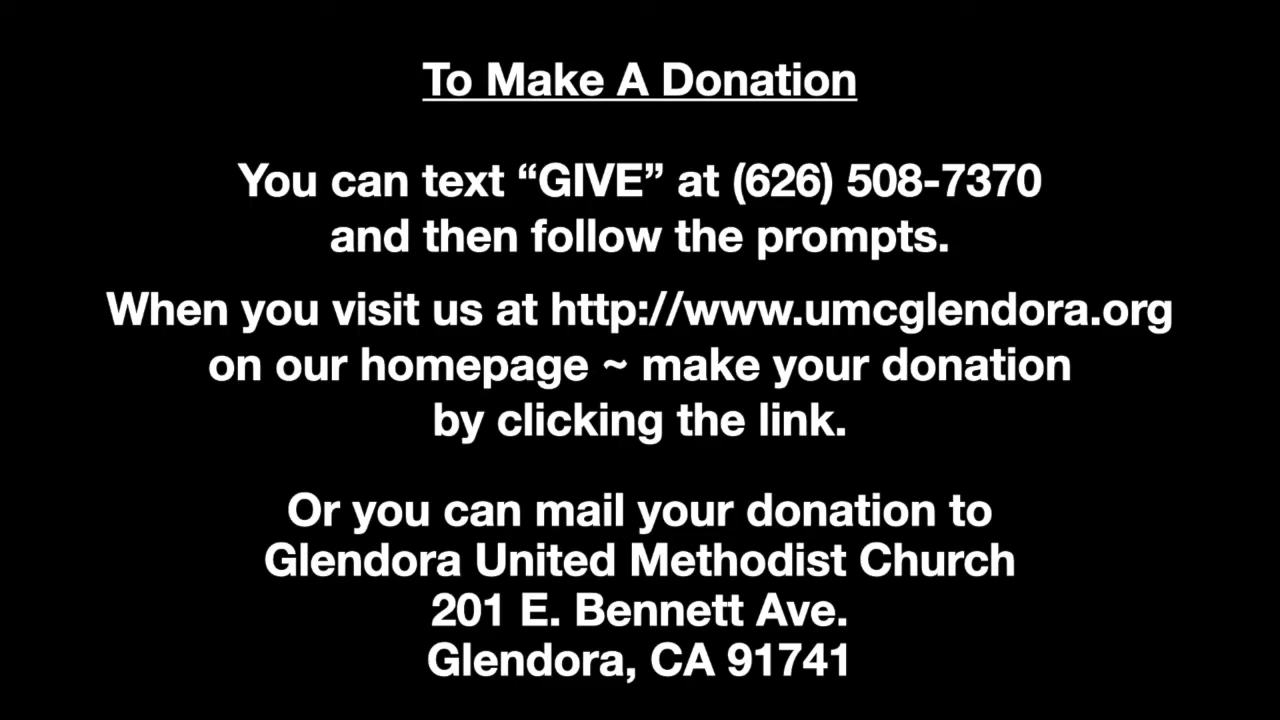 To Make A Donation
You can text “GIVE” at (626) 508-7370
and then follow the prompts.
When you visit us at http://www.umcglendora.org
on our homepage ~ make your donation
by clicking the link.
Or you can mail your donation to
Glendora United Methodist Church
201 E. Bennett Ave.
Glendora, CA 91741